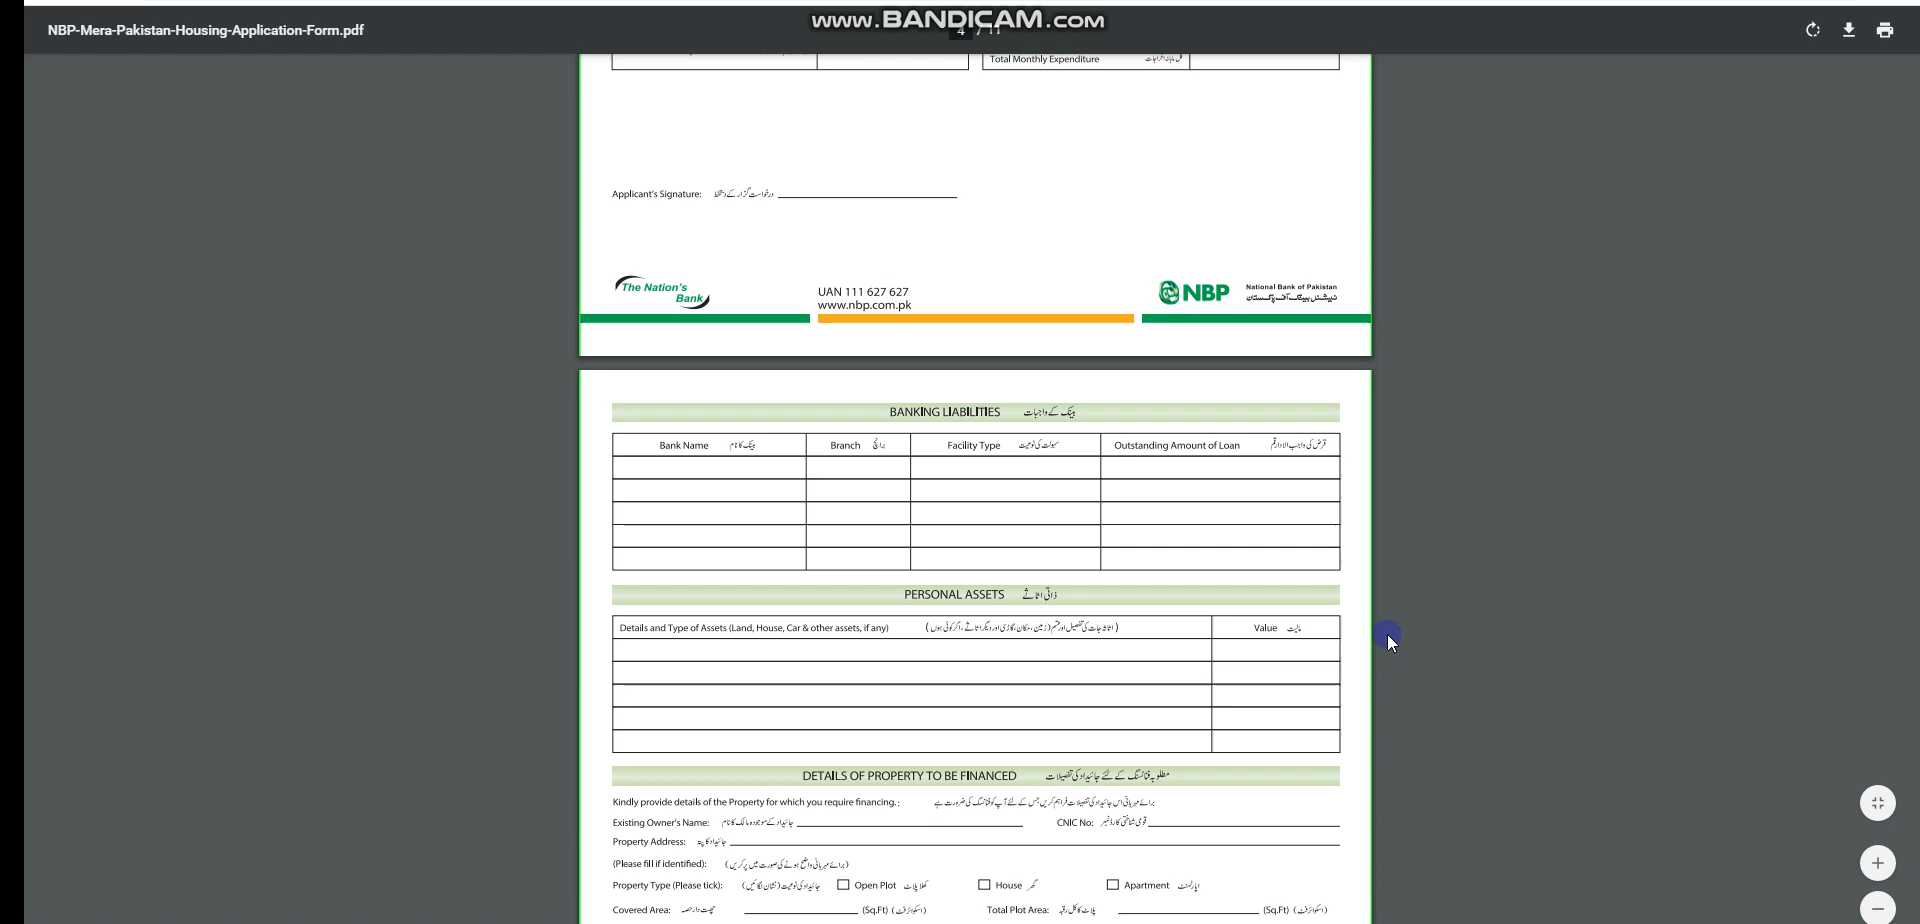 www.BANDICAM.com
NBP-Mera-Pakistan-Housing-Application-Form.pdf
4 / 11
Total Monthly Expenditure کل ماہانہ اخراجات
Applicant's Signature: درخواست گزار کے دستخط
The Nation's
Bank
UAN 111 627 627
www.nbp.com.pk
NBP
National Bank of Pakistan
نیشنل بینک آف پاکستان
BANKING LIABILITIES بینک کے واجبات
Bank Name بینک کا نام Branch برانچ Facility Type سہولت کی نوعیت Outstanding Amount of Loan قرض کی واجب الادا رقم
PERSONAL ASSETS ذاتی اثاثے
Details and Type of Assets (Land, House, Car & other assets, if any) (اثاثہ جات کی تفصیل اور قسم (زمین، مکان، گاڑی اور دیگر اثاثے، اگر کوئی ہوں) Value مالیت
DETAILS OF PROPERTY TO BE FINANCED مطلوبہ فنانسنگ کے لئے جائیداد کی تفصیلات
Kindly provide details of the Property for which you require financing.: برائے مہربانی اس جائیداد کی تفصیلات فراہم کریں جس کے لئے آپ کو فنانسنگ کی ضرورت ہے
Existing Owner's Name: جائیداد کے موجودہ مالک کا نام CNIC No: قومی شناختی کارڈ نمبر
Property Address: جائیداد کا پتہ
(Please fill if identified): (برائے مہربانی واضح ہونے کی صورت میں پر کریں)
Property Type (Please tick): جائیداد کی نوعیت (نشان لگائیں) Open Plot کھلا پلاٹ House گھر Apartment اپارٹمنٹ
Covered Area: چھت دار حصہ (Sq.Ft) (اسکوائر فٹ) Total Plot Area: پلاٹ کا کل رقبہ (Sq.Ft) (اسکوائر فٹ)